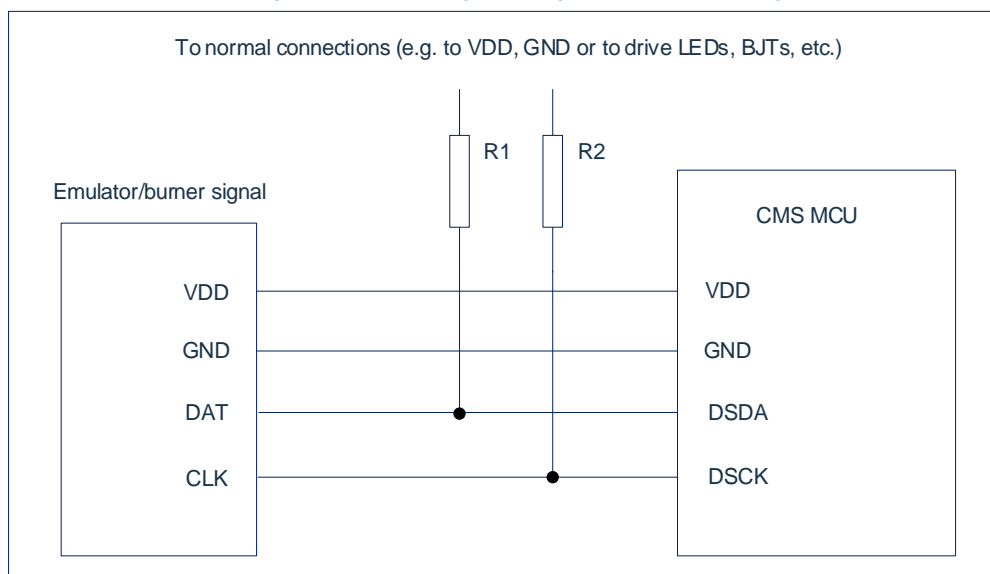 To normal connections (e.g. to VDD, GND or to drive LEDs, BJTs, etc.)
R1
R2
Emulator/burner signal
CMS MCU
VDD
VDD
GND
GND
DAT
DSDA
CLK
DSCK